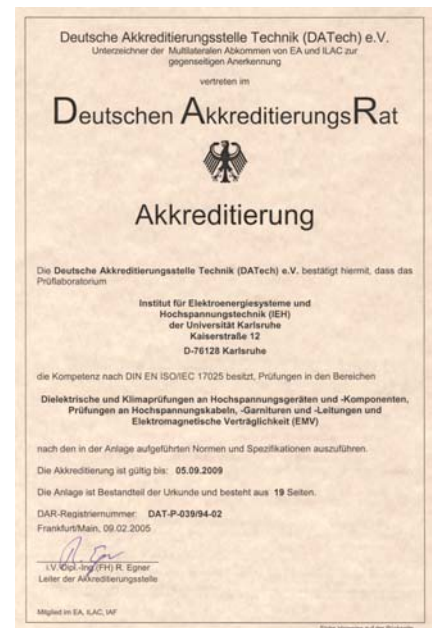 Deutsche Akkreditierungsstelle Technik (DATech) e.V.
Unterzeichner der Multilateralen Abkommen von EA und ILAC zur
gegenseitigen Anerkennung
vertreten im
Deutschen AkkreditierungsRat
Akkreditierung
Die Deutsche Akkreditierungsstelle Technik (DATech) e.V. bestätigt hiermit, dass das
Prüflaboratorium
Institut für Elektroenergiesysteme und
Hochspannungstechnik (IEH)
der Universität Karlsruhe
Kaiserstraße 12
D-76128 Karlsruhe
die Kompetenz nach DIN EN ISO/IEC 17025 besitzt, Prüfungen in den Bereichen
Dielektrische und Klimaprüfungen an Hochspannungsgeräten und -Komponenten,
Prüfungen an Hochspannungskabeln, -Garnituren und -Leitungen und
Elektromagnetische Verträglichkeit (EMV)
nach den in der Anlage aufgeführten Normen und Spezifikationen auszuführen.
Die Akkreditierung ist gültig bis: 05.09.2009
Die Anlage ist Bestandteil der Urkunde und besteht aus 19 Seiten.
DAR-Registriernummer: DAT-P-039/94-02
Frankfurt/Main, 09.02.2005
i.V. Dipl.-Ing.(FH) R. Egner
Leiter der Akkreditierungsstelle
Mitglied im EA, ILAC, IAF